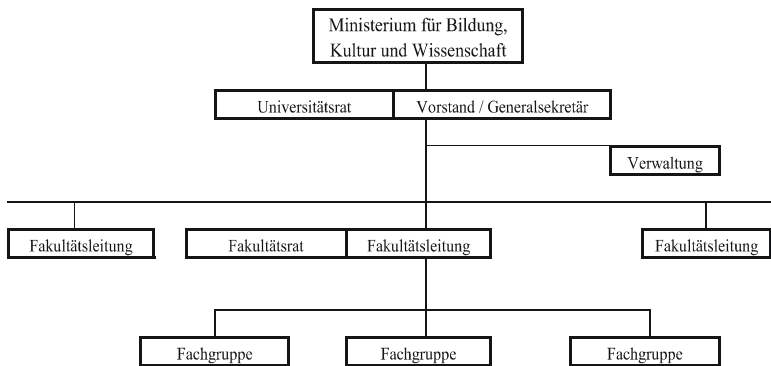 Ministerium für Bildung,
Kultur und Wissenschaft
Universitätsrat
Vorstand / Generalsekretär
Verwaltung
Fakultätsleitung
Fakultätsrat
Fakultätsleitung
Fakultätsleitung
Fachgruppe
Fachgruppe
Fachgruppe